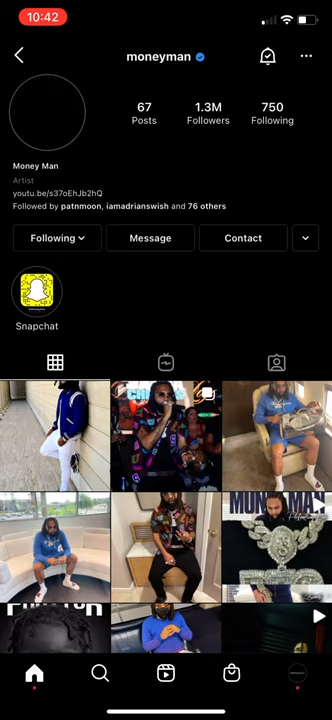 10:42
moneyman
67
Posts
1.3M
Followers
750
Following
Money Man
Artist
youtu.be/s37oEhJb2hQ
Followed by patnmoon, iamadrianswish and 76 others
Following
Message
Contact
Snapchat
MONEY MAN